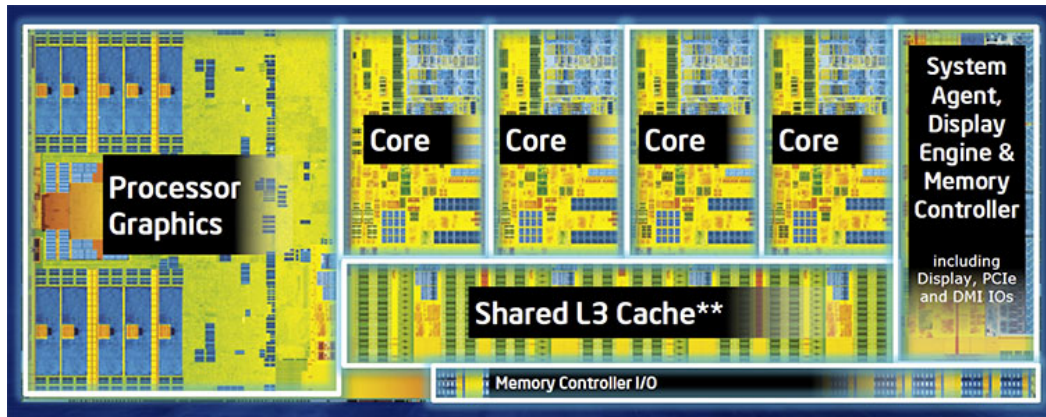 Processor
Graphics
Core
Core
Core
Core
System
Agent,
Display
Engine &
Memory
Controller
including
Display, PCIe
and DMI IOs
Shared L3 Cache**
Memory Controller I/O